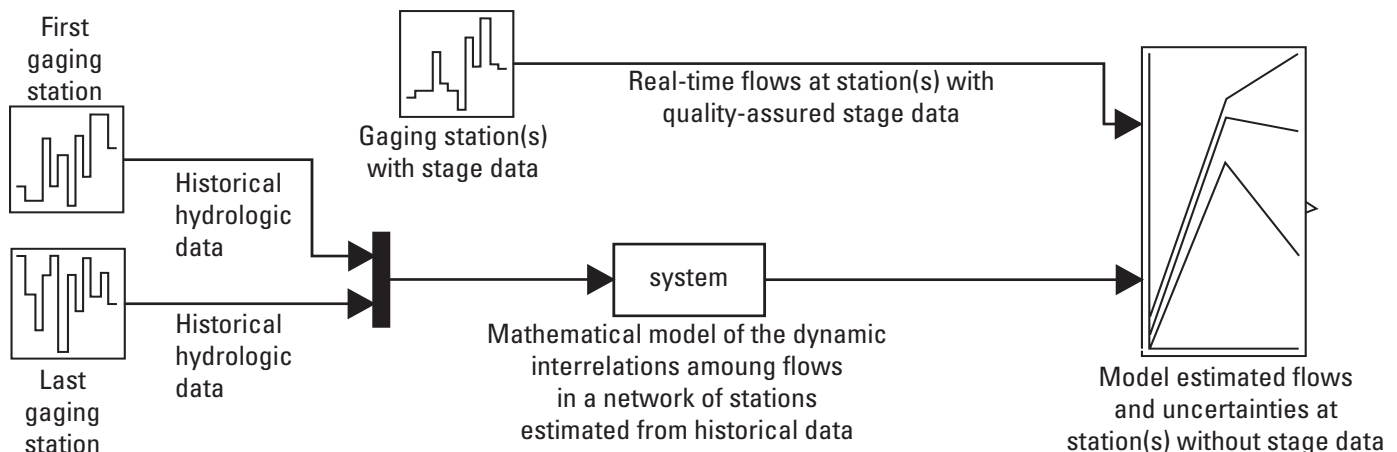 First
gaging
station
Historical
hydrologic
data
Historical
hydrologic
data
Last
gaging
station
Gaging station(s)
with stage data
Real-time flows at station(s) with
quality-assured stage data
system
Mathematical model of the dynamic
interrelations amoung flows
in a network of stations
estimated from historical data
Model estimated flows
and uncertainties at
station(s) without stage data